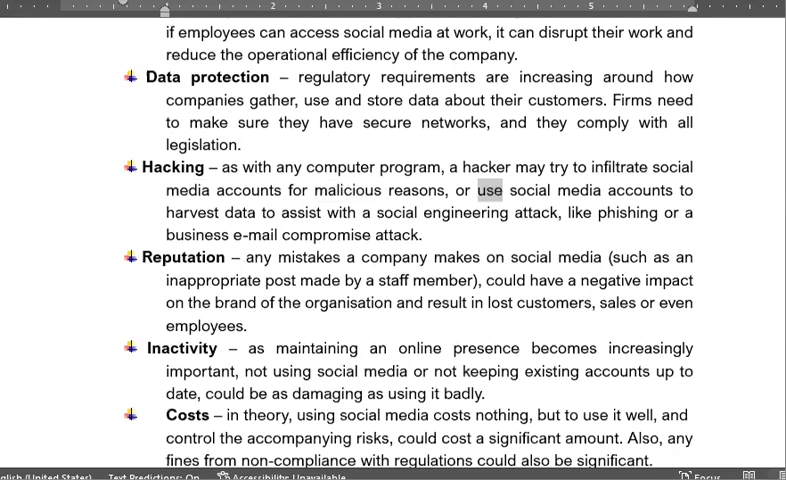 2 3 4 5
if employees can access social media at work, it can disrupt their work and
reduce the operational efficiency of the company.
Data protection – regulatory requirements are increasing around how
companies gather, use and store data about their customers. Firms need
to make sure they have secure networks, and they comply with all
legislation.
Hacking – as with any computer program, a hacker may try to infiltrate social
media accounts for malicious reasons, or use social media accounts to
harvest data to assist with a social engineering attack, like phishing or a
business e-mail compromise attack.
Reputation – any mistakes a company makes on social media (such as an
inappropriate post made by a staff member), could have a negative impact
on the brand of the organisation and result in lost customers, sales or even
employees.
Inactivity – as maintaining an online presence becomes increasingly
important, not using social media or not keeping existing accounts up to
date, could be as damaging as using it badly.
Costs – in theory, using social media costs nothing, but to use it well, and
control the accompanying risks, could cost a significant amount. Also, any
fines from non-compliance with regulations could also be significant.
glish (United States) Text Predictions: On Accessibility: Unavailable Focus